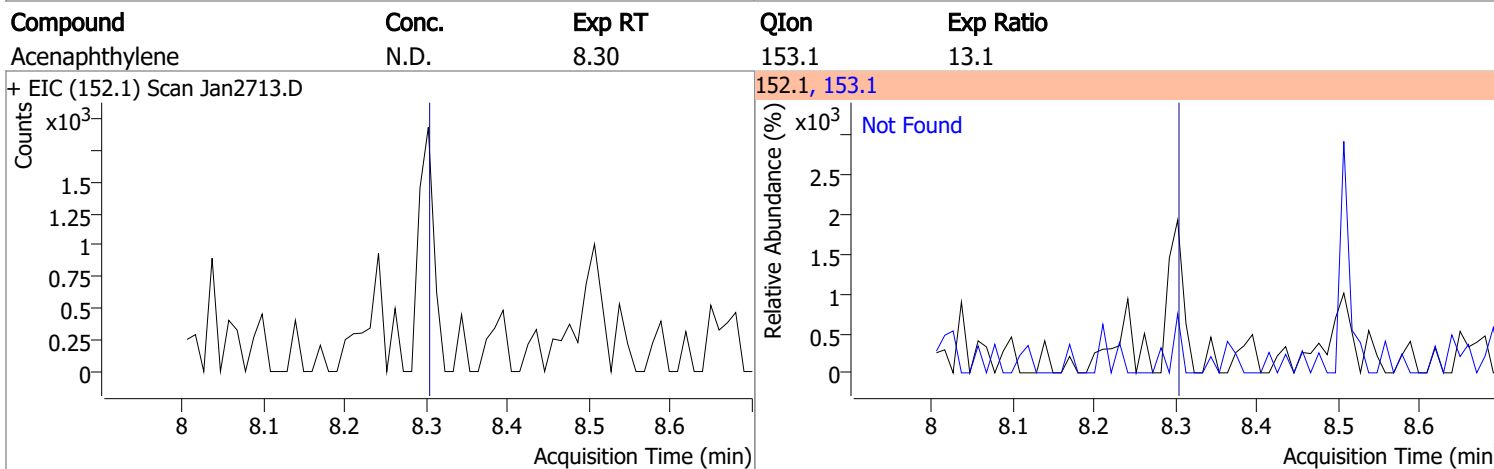 Compound Conc. Exp RT QIon Exp Ratio
Acenaphthylene N.D. 8.30 153.1 13.1
+ EIC (152.1) Scan Jan2713.D
Counts
x10³
1.5
1.25
1
0.75
0.5
0.25
0
8 8.1 8.2 8.3 8.4 8.5 8.6
Acquisition Time (min)
152.1, 153.1
Relative Abundance (%)
x10³
Not Found
2.5
2
1.5
1
0.5
0
8 8.1 8.2 8.3 8.4 8.5 8.6
Acquisition Time (min